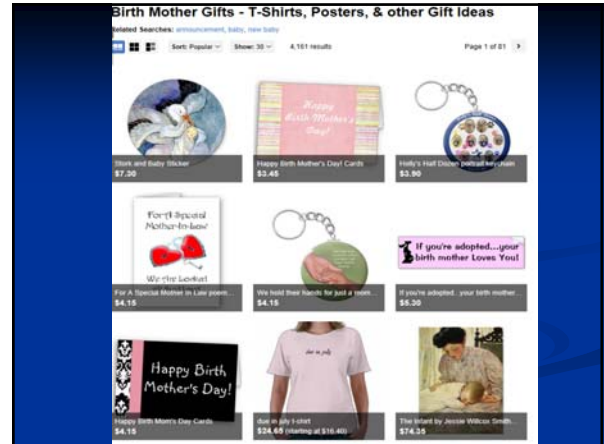 Birth Mother Gifts - T-Shirts, Posters, & other Gift Ideas
Related Searches: announcement, baby, new baby
Sort: Popular Show: 30 4,161 results Page 1 of 81
Stork and Baby Sticker
$7.30
Happy
Birth Mother's
Day!
Happy Birth Mother's Day! Cards
$3.45
Holly's Half Dozen portrait keychain
$3.90
For A Special
Mother-In-Law
We Are Linked
For A Special Mother In Law poem...
$4.15
We hold their hands for just a mom...
$4.15
If you're adopted...your
birth mother Loves You!
If you're adopted...your birth mother...
$5.30
Happy Birth
Mother's Day!
Happy Birth Mom's Day Cards
$4.15
due in july
due in july t-shirt
$24.65 (starting at $16.40)
The Infant by Jessie Willcox Smith...
$74.35